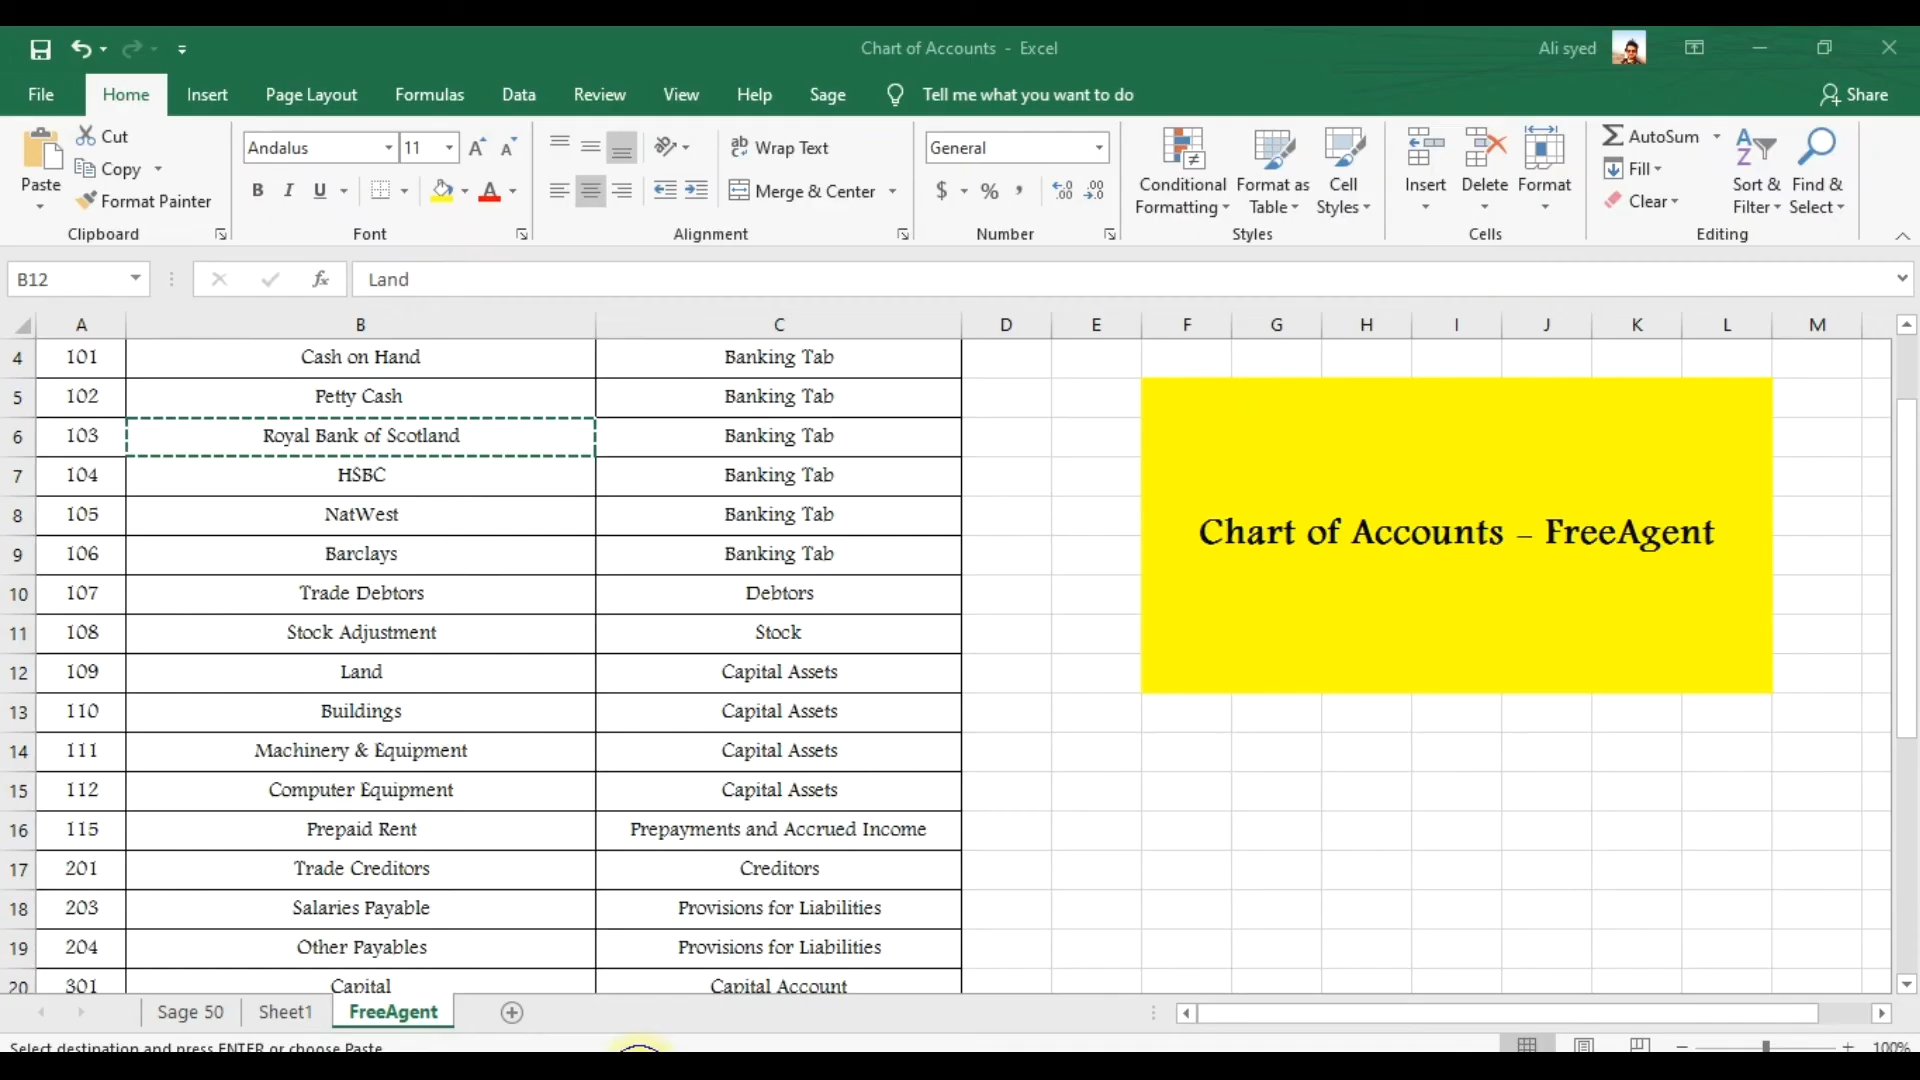 Chart of Accounts - Excel
Ali syed
File Home Insert Page Layout Formulas Data Review View Help Sage Tell me what you want to do Share
Paste
Cut
Copy
Format Painter
Clipboard
Andalus 11
B I U A
Font
Wrap Text
Merge & Center
Alignment
General
$ % ,
Number
Conditional Formatting
Format as Table
Cell Styles
Styles
Insert Delete Format
Cells
AutoSum
Fill
Clear
Sort & Filter
Find & Select
Editing
B12 fx Land
A B C D E F G H I J K L M
4 101 Cash on Hand Banking Tab
5 102 Petty Cash Banking Tab
6 103 Royal Bank of Scotland Banking Tab
7 104 HSBC Banking Tab
8 105 NatWest Banking Tab
9 106 Barclays Banking Tab
10 107 Trade Debtors Debtors
11 108 Stock Adjustment Stock
12 109 Land Capital Assets
13 110 Buildings Capital Assets
14 111 Machinery & Equipment Capital Assets
15 112 Computer Equipment Capital Assets
16 115 Prepaid Rent Prepayments and Accrued Income
17 201 Trade Creditors Creditors
18 203 Salaries Payable Provisions for Liabilities
19 204 Other Payables Provisions for Liabilities
20 301 Capital Capital Account
Chart of Accounts – FreeAgent
Sage 50 Sheet1 FreeAgent
Select destination and press ENTER or choose Paste
100%